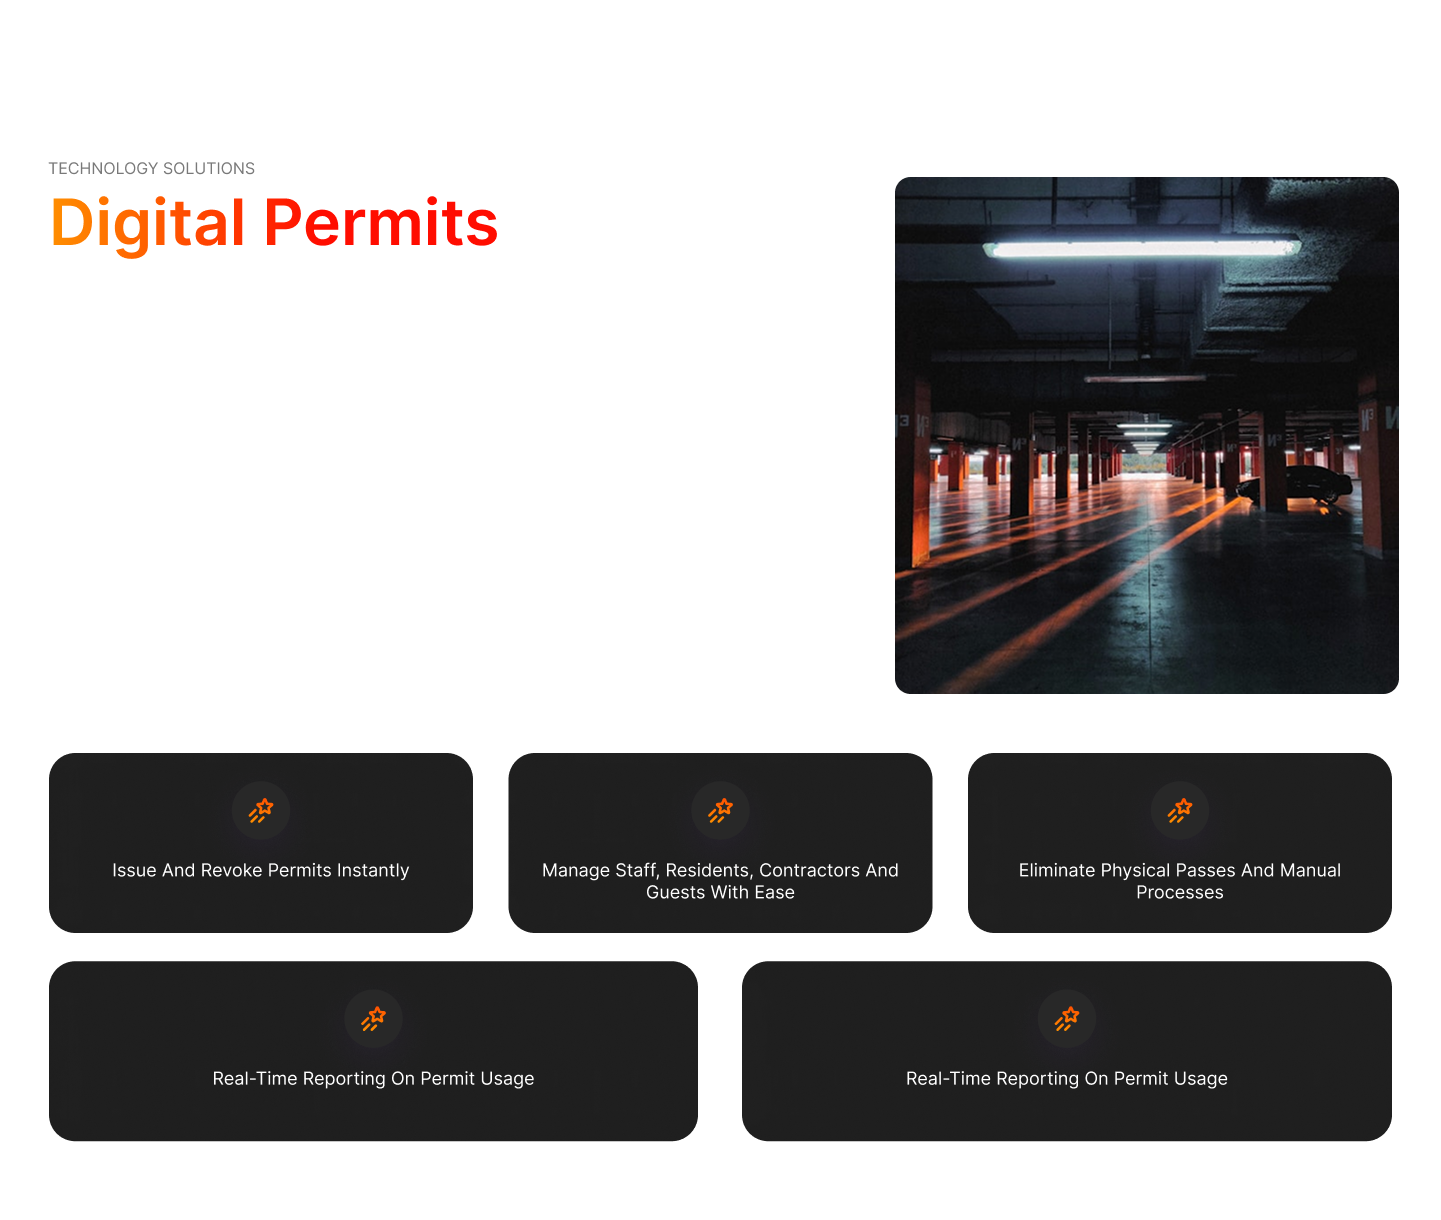 TECHNOLOGY SOLUTIONS
Digital Permits
Issue And Revoke Permits Instantly
Manage Staff, Residents, Contractors And
Guests With Ease
Eliminate Physical Passes And Manual
Processes
Real-Time Reporting On Permit Usage
Real-Time Reporting On Permit Usage